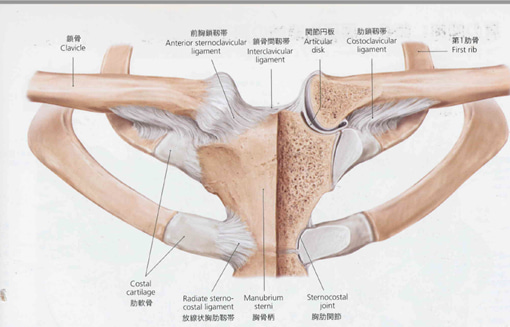 鎖骨
Clavicle
前胸鎖靱帯
Anterior sternoclavicular
ligament
鎖骨間靱帯
Interclavicular
ligament
関節円板
Articular
disk
肋鎖靱帯
Costoclavicular
ligament
第1肋骨
First rib
Costal
cartilage
肋軟骨
Radiate sterno-
costal ligament
放線状胸肋靱帯
Manubrium
sterni
胸骨柄
Sternocostal
joint
胸肋関節